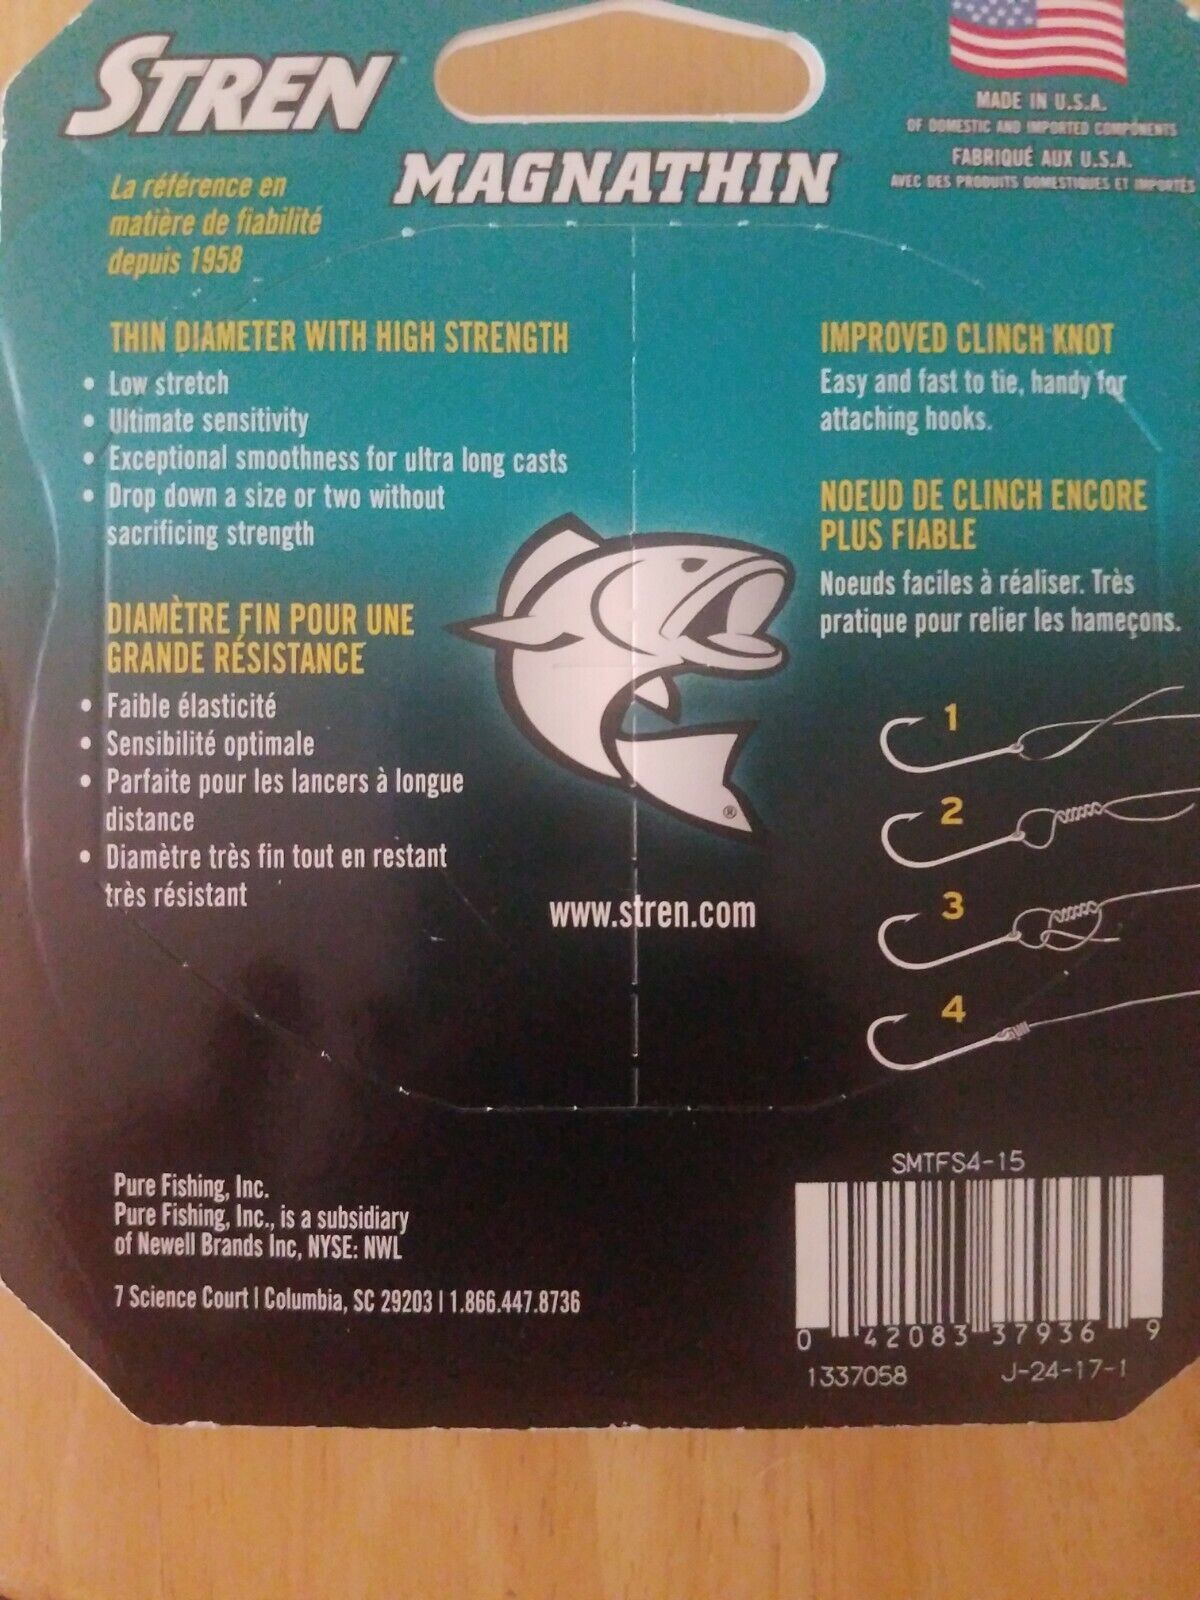 STREN
MAGNATHIN
MADE IN U.S.A.
OF DOMESTIC AND IMPORTED COMPONENTS
FABRIQUÉ AUX U.S.A.
AVEC DES PRODUITS DOMESTIQUES ET IMPORTÉS
La référence en
matière de fiabilité
depuis 1958
THIN DIAMETER WITH HIGH STRENGTH
• Low stretch
• Ultimate sensitivity
• Exceptional smoothness for ultra long casts
• Drop down a size or two without
sacrificing strength
DIAMÈTRE FIN POUR UNE
GRANDE RÉSISTANCE
• Faible élasticité
• Sensibilité optimale
• Parfaite pour les lancers à longue
distance
• Diamètre très fin tout en restant
très résistant
®
www.stren.com
IMPROVED CLINCH KNOT
Easy and fast to tie, handy for
attaching hooks.
NOEUD DE CLINCH ENCORE
PLUS FIABLE
Noeuds faciles à réaliser. Très
pratique pour relier les hameçons.
1
2
3
4
Pure Fishing, Inc.
Pure Fishing, Inc., is a subsidiary
of Newell Brands Inc, NYSE: NWL
7 Science Court | Columbia, SC 29203 | 1.866.447.8736
SMTFS4-15
0 42083 37936 9
1337058 J-24-17-1